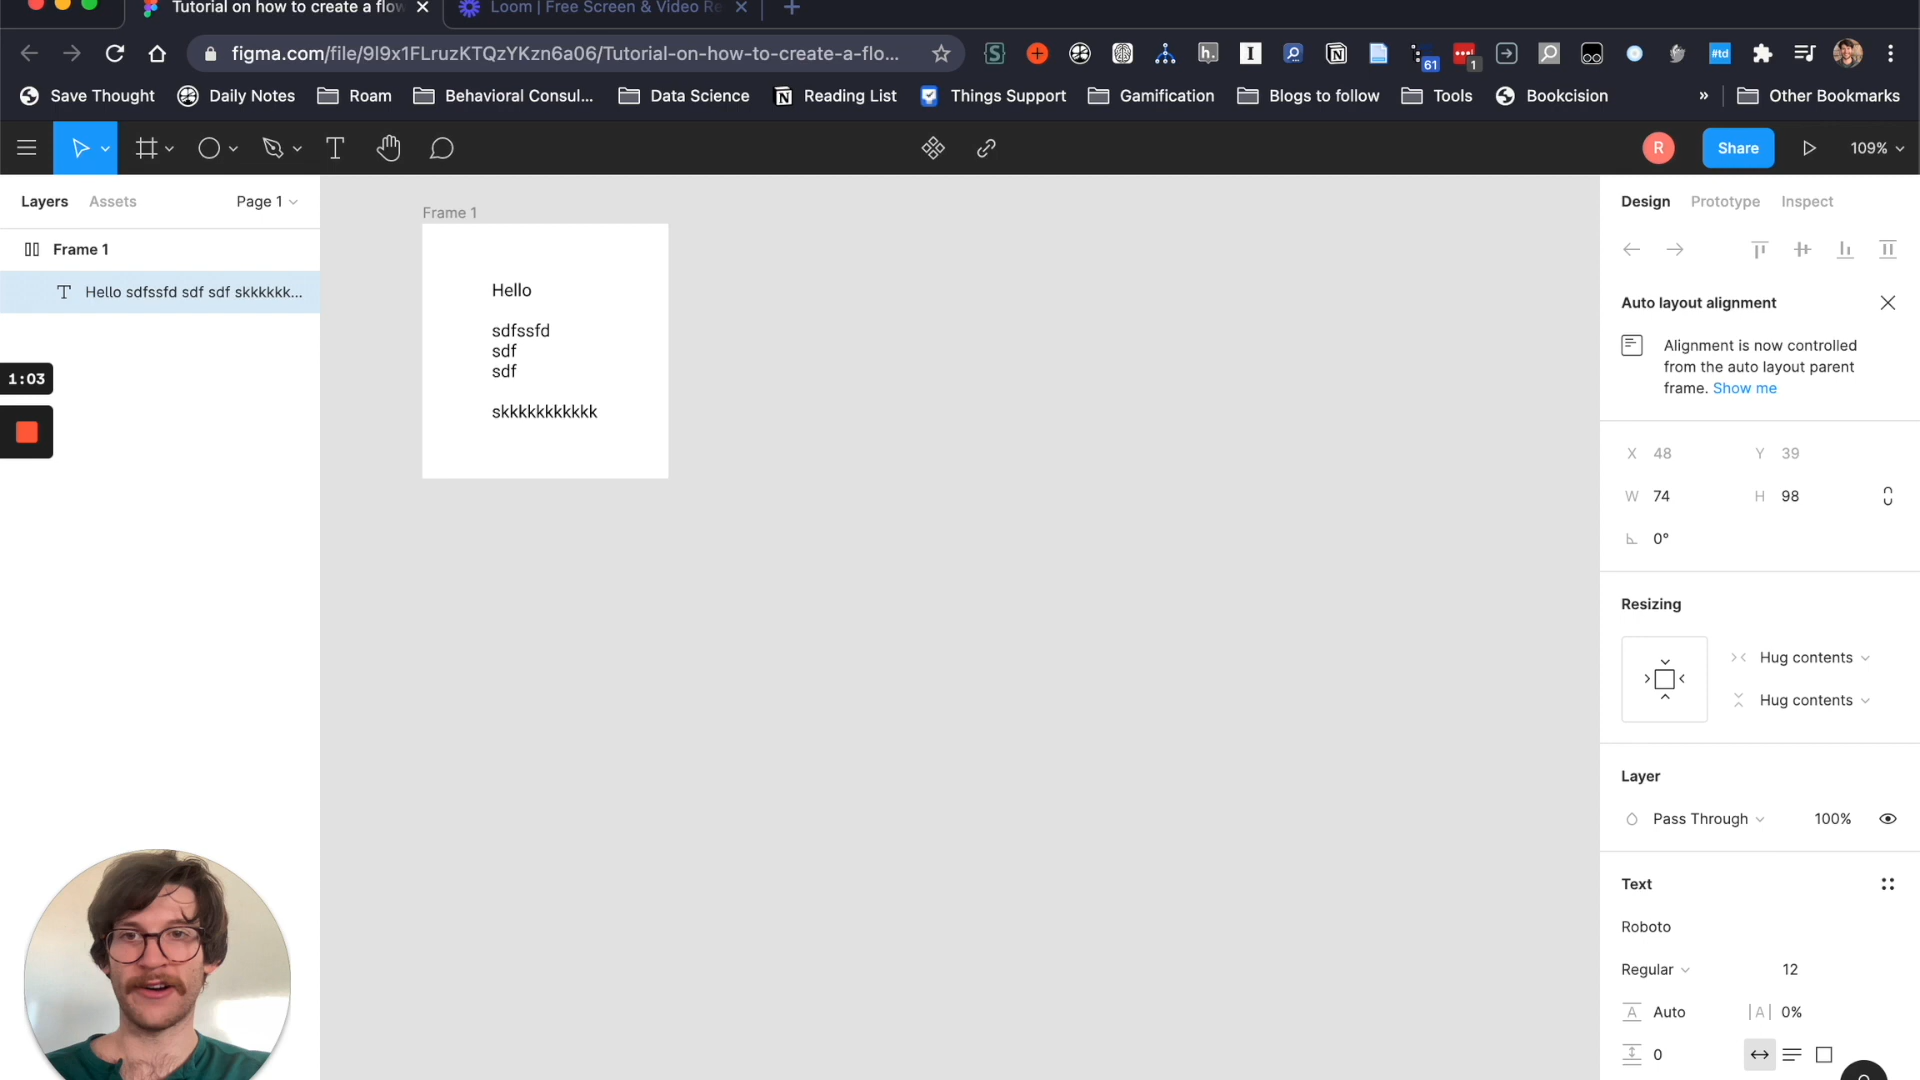 Tutorial on how to create a flow
Loom | Free Screen & Video Re
figma.com/file/9l9x1FLruzKTQzYKzn6a06/Tutorial-on-how-to-create-a-flo...
S
h.
I
N
61
1
#td
Save Thought
Daily Notes
Roam
Behavioral Consul...
Data Science
Reading List
Things Support
Gamification
Blogs to follow
Tools
Bookcision
»
Other Bookmarks
R
Share
109%
Layers
Assets
Page 1
Frame 1
Hello sdfssfd sdf sdf skkkkkk...
1:03
Frame 1
Hello
sdfssfd
sdf
sdf
skkkkkkkkkkk
Design
Prototype
Inspect
Auto layout alignment
Alignment is now controlled
from the auto layout parent
frame. Show me
X 48
Y 39
W 74
H 98
0°
Resizing
Hug contents
Hug contents
Layer
Pass Through
100%
Text
Roboto
Regular
12
A Auto
|A| 0%
0